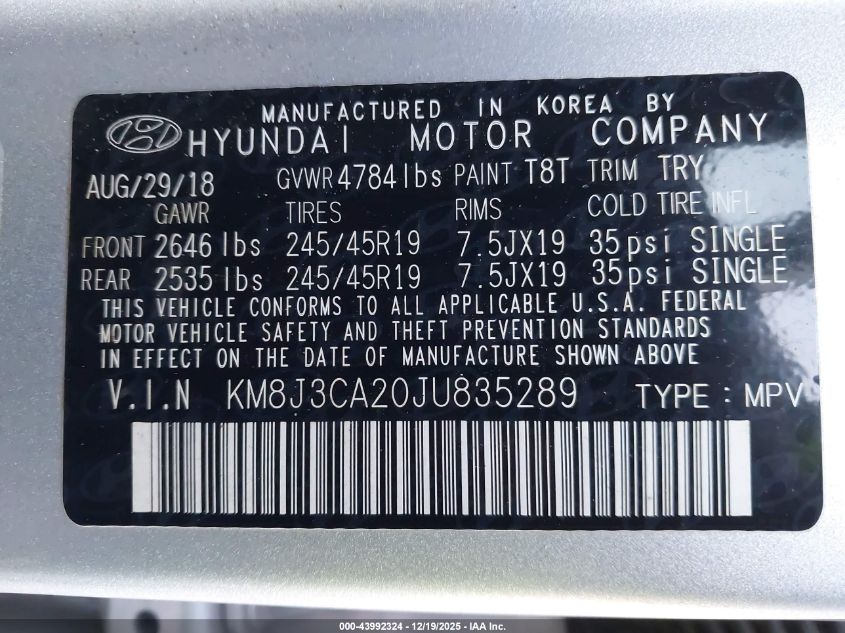 MANUFACTURED IN KOREA BY
HYUNDAI MOTOR COMPANY
AUG/29/18 GVWR 4784 lbs PAINT T8T TRIM TRY
GAWR TIRES RIMS COLD TIRE INFL
FRONT 2646 lbs 245/45R19 7.5JX19 35psi SINGLE
REAR 2535 lbs 245/45R19 7.5JX19 35psi SINGLE
THIS VEHICLE CONFORMS TO ALL APPLICABLE U.S.A. FEDERAL
MOTOR VEHICLE SAFETY AND THEFT PREVENTION STANDARDS
IN EFFECT ON THE DATE OF MANUFACTURE SHOWN ABOVE
V.I.N KM8J3CA20JU835289 TYPE : MPV
000-43992324 - 12/19/2025 - IAA Inc.